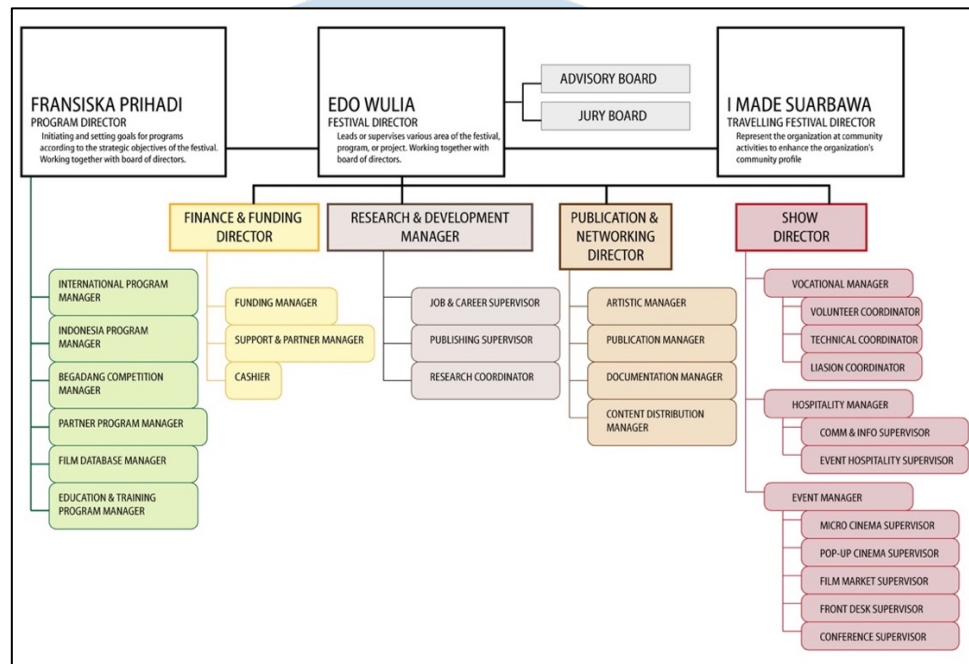 FRANSISKA PRIHADI
PROGRAM DIRECTOR
Initiating and setting goals for programs
according to the strategic objectives of the festival.
Working together with board of directors.
EDO WULIA
FESTIVAL DIRECTOR
Leads or supervises various area of the festival,
program, or project. Working together with
board of directors.
ADVISORY BOARD
JURY BOARD
I MADE SUARBAWA
TRAVELLING FESTIVAL DIRECTOR
Represent the organization at community
activities to enhance the organization's
community profile
INTERNATIONAL PROGRAM
MANAGER
INDONESIA PROGRAM
MANAGER
BEGADANG COMPETITION
MANAGER
PARTNER PROGRAM MANAGER
FILM DATABASE MANAGER
EDUCATION & TRAINING
PROGRAM MANAGER
FINANCE & FUNDING
DIRECTOR
FUNDING MANAGER
SUPPORT & PARTNER MANAGER
CASHIER
RESEARCH & DEVELOPMENT
MANAGER
JOB & CAREER SUPERVISOR
PUBLISHING SUPERVISOR
RESEARCH COORDINATOR
PUBLICATION &
NETWORKING
DIRECTOR
ARTISTIC MANAGER
PUBLICATION MANAGER
DOCUMENTATION MANAGER
CONTENT DISTRIBUTION
MANAGER
SHOW
DIRECTOR
VOCATIONAL MANAGER
VOLUNTEER COORDINATOR
TECHNICAL COORDINATOR
LIASION COORDINATOR
HOSPITALITY MANAGER
COMM & INFO SUPERVISOR
EVENT HOSPITALITY SUPERVISOR
EVENT MANAGER
MICRO CINEMA SUPERVISOR
POP-UP CINEMA SUPERVISOR
FILM MARKET SUPERVISOR
FRONT DESK SUPERVISOR
CONFERENCE SUPERVISOR